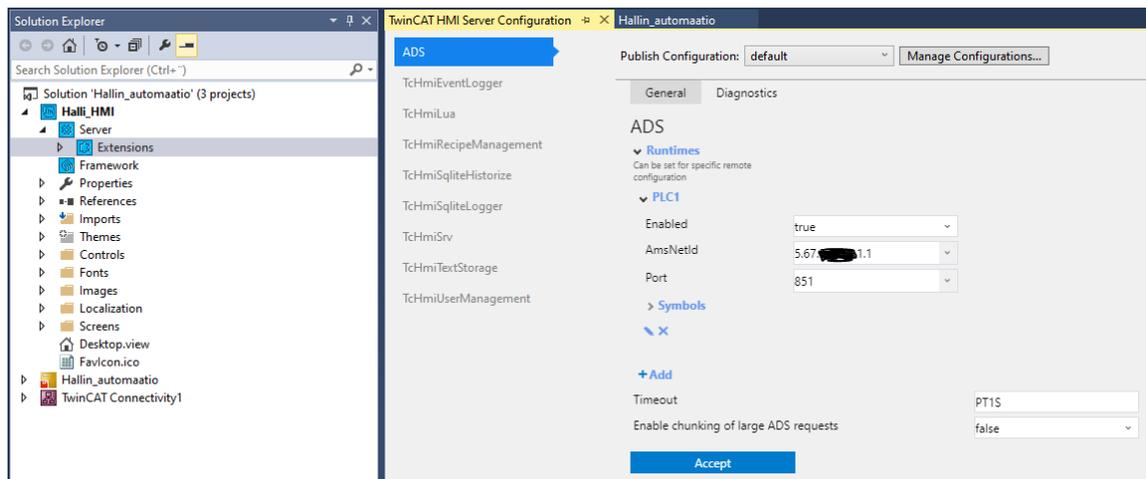 Solution Explorer
Search Solution Explorer (Ctrl+¨)
Solution 'Hallin_automaatio' (3 projects)
Halli_HMI
Server
Extensions
Framework
Properties
References
Imports
Themes
Controls
Fonts
Images
Localization
Screens
Desktop.view
FavIcon.ico
Hallin_automaatio
TwinCAT Connectivity1
TwinCAT HMI Server Configuration
Hallin_automaatio
ADS
TcHmiEventLogger
TcHmiLua
TcHmiRecipeManagement
TcHmiSqliteHistorize
TcHmiSqliteLogger
TcHmiSrv
TcHmiTextStorage
TcHmiUserManagement
Publish Configuration: default Manage Configurations...
General Diagnostics
ADS
Runtimes
Can be set for specific remote
configuration
PLC1
Enabled true
AmsNetId 5.67. 1.1
Port 851
Symbols
Add
Timeout PT1S
Enable chunking of large ADS requests false
Accept